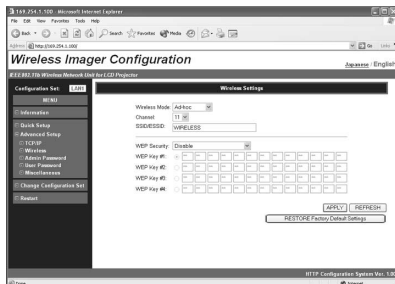 169.254.1.100 - Microsoft Internet Explorer
File Edit View Favorites Tools Help
Back Search Favorites Media
Address http://169.254.1.100/ Go Links
Wireless Imager Configuration
Japanese / English
IEEE802.11b Wireless Network Unit for LCD Projector
Configuration Set: LAN1
Wireless Settings
MENU
Information
Quick Setup
Advanced Setup
TCP/IP
Wireless
Admin Password
User Password
Miscellaneous
Change Configuration Set
Restart
Wireless Mode: Ad-hoc
Channel 11
SSID/ESSID: WIRELESS
WEP Security: Disable
WEP Key #1:
WEP Key #2:
WEP Key #3:
WEP Key #4:
APPLY REFRESH
RESTORE Factory Default Settings
HTTP Configuration System Ver. 1.00
Done Internet